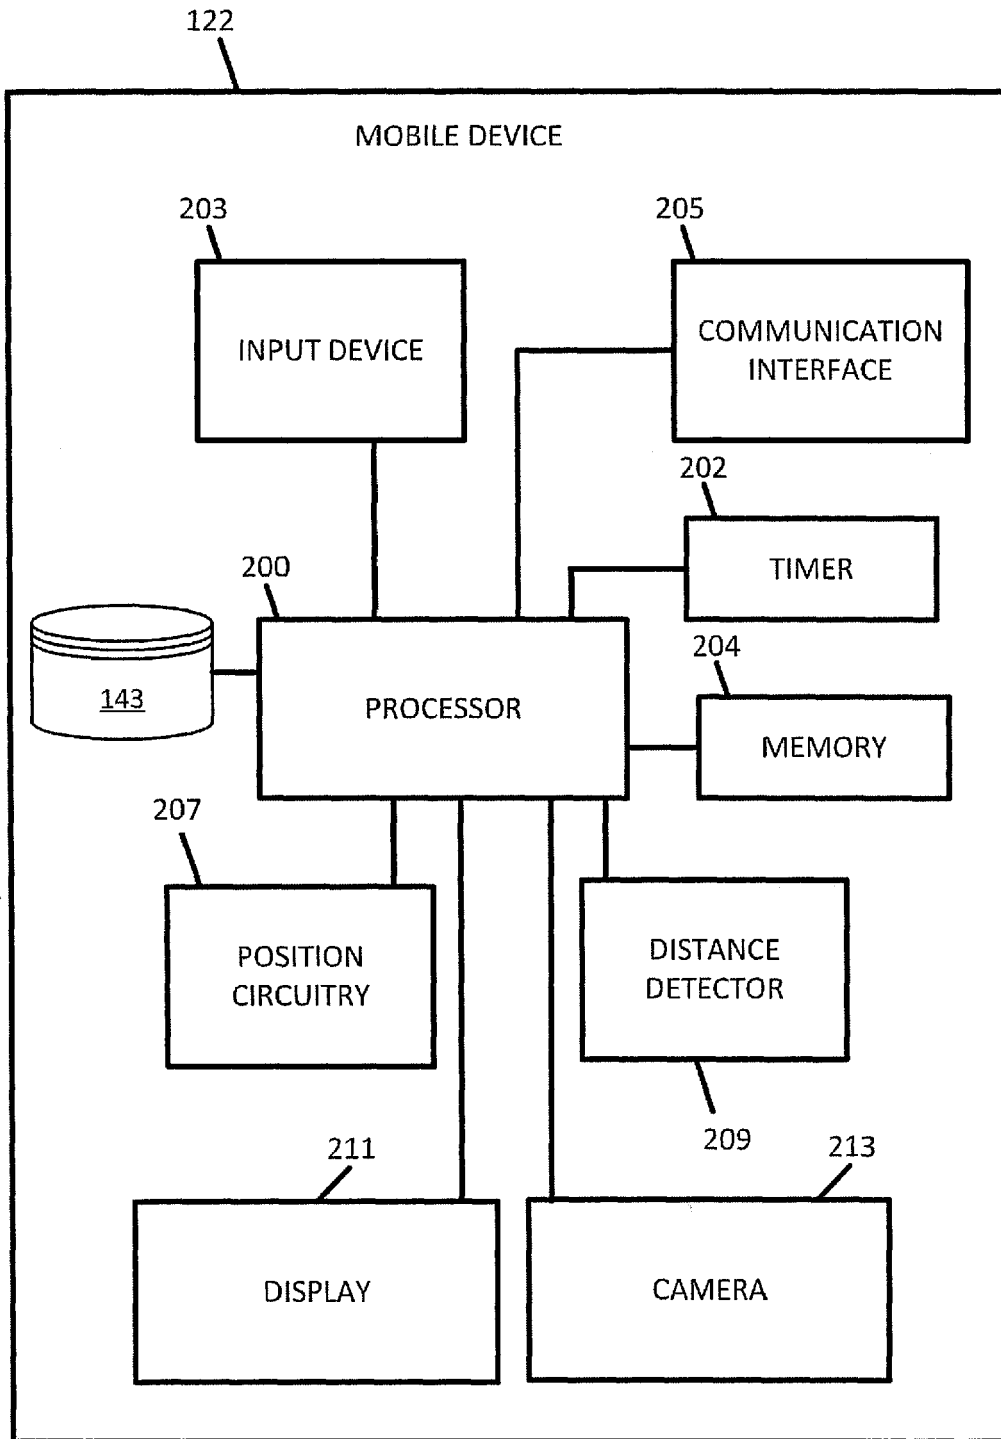 122
MOBILE DEVICE
203
205
INPUT DEVICE
COMMUNICATION
INTERFACE
202
TIMER
200
204
143
PROCESSOR
MEMORY
207
POSITION
CIRCUITRY
DISTANCE
DETECTOR
209
211
213
DISPLAY
CAMERA